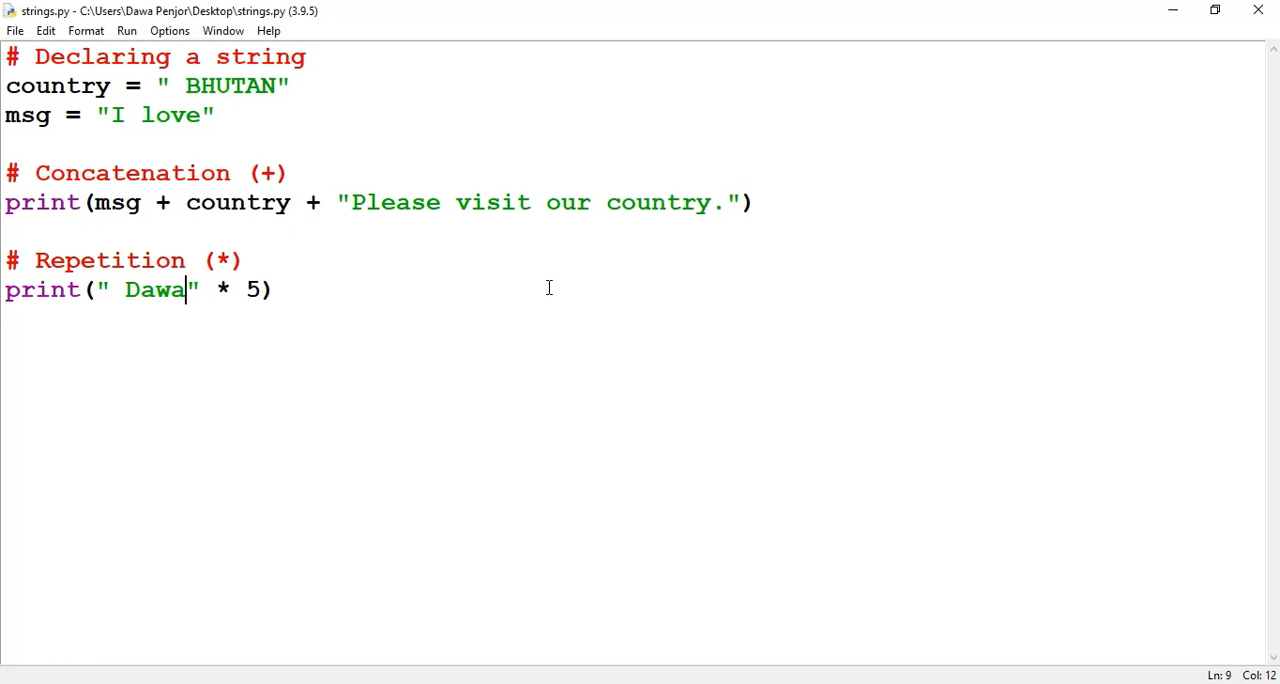 strings.py - C:\Users\Dawa Penjor\Desktop\strings.py (3.9.5)
File Edit Format Run Options Window Help
# Declaring a string
country = " BHUTAN"
msg = "I love"
# Concatenation (+)
print(msg + country + "Please visit our country.")
# Repetition (*)
print(" Dawa" * 5)
Ln: 9 Col: 12